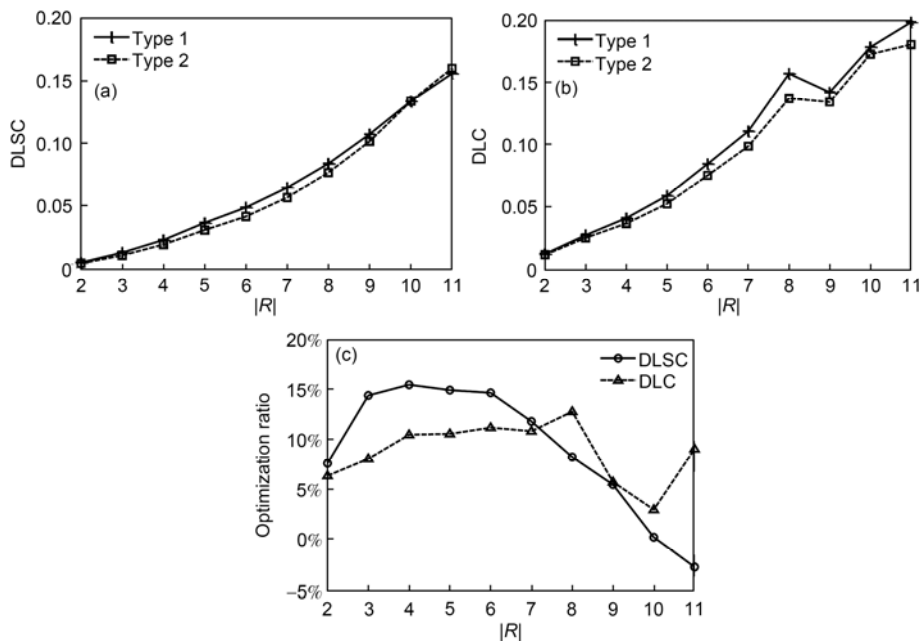 0.20
0.15
0.10
0.05
0
DLSC
Type 1
Type 2
(a)
2 3 4 5 6 7 8 9 10 11
|R|
0.20
0.15
0.10
0.05
0
DLC
Type 1
Type 2
(b)
2 3 4 5 6 7 8 9 10 11
|R|
20%
15%
10%
5%
0%
−5%
Optimization ratio
(c)
DLSC
DLC
2 3 4 5 6 7 8 9 10 11
|R|